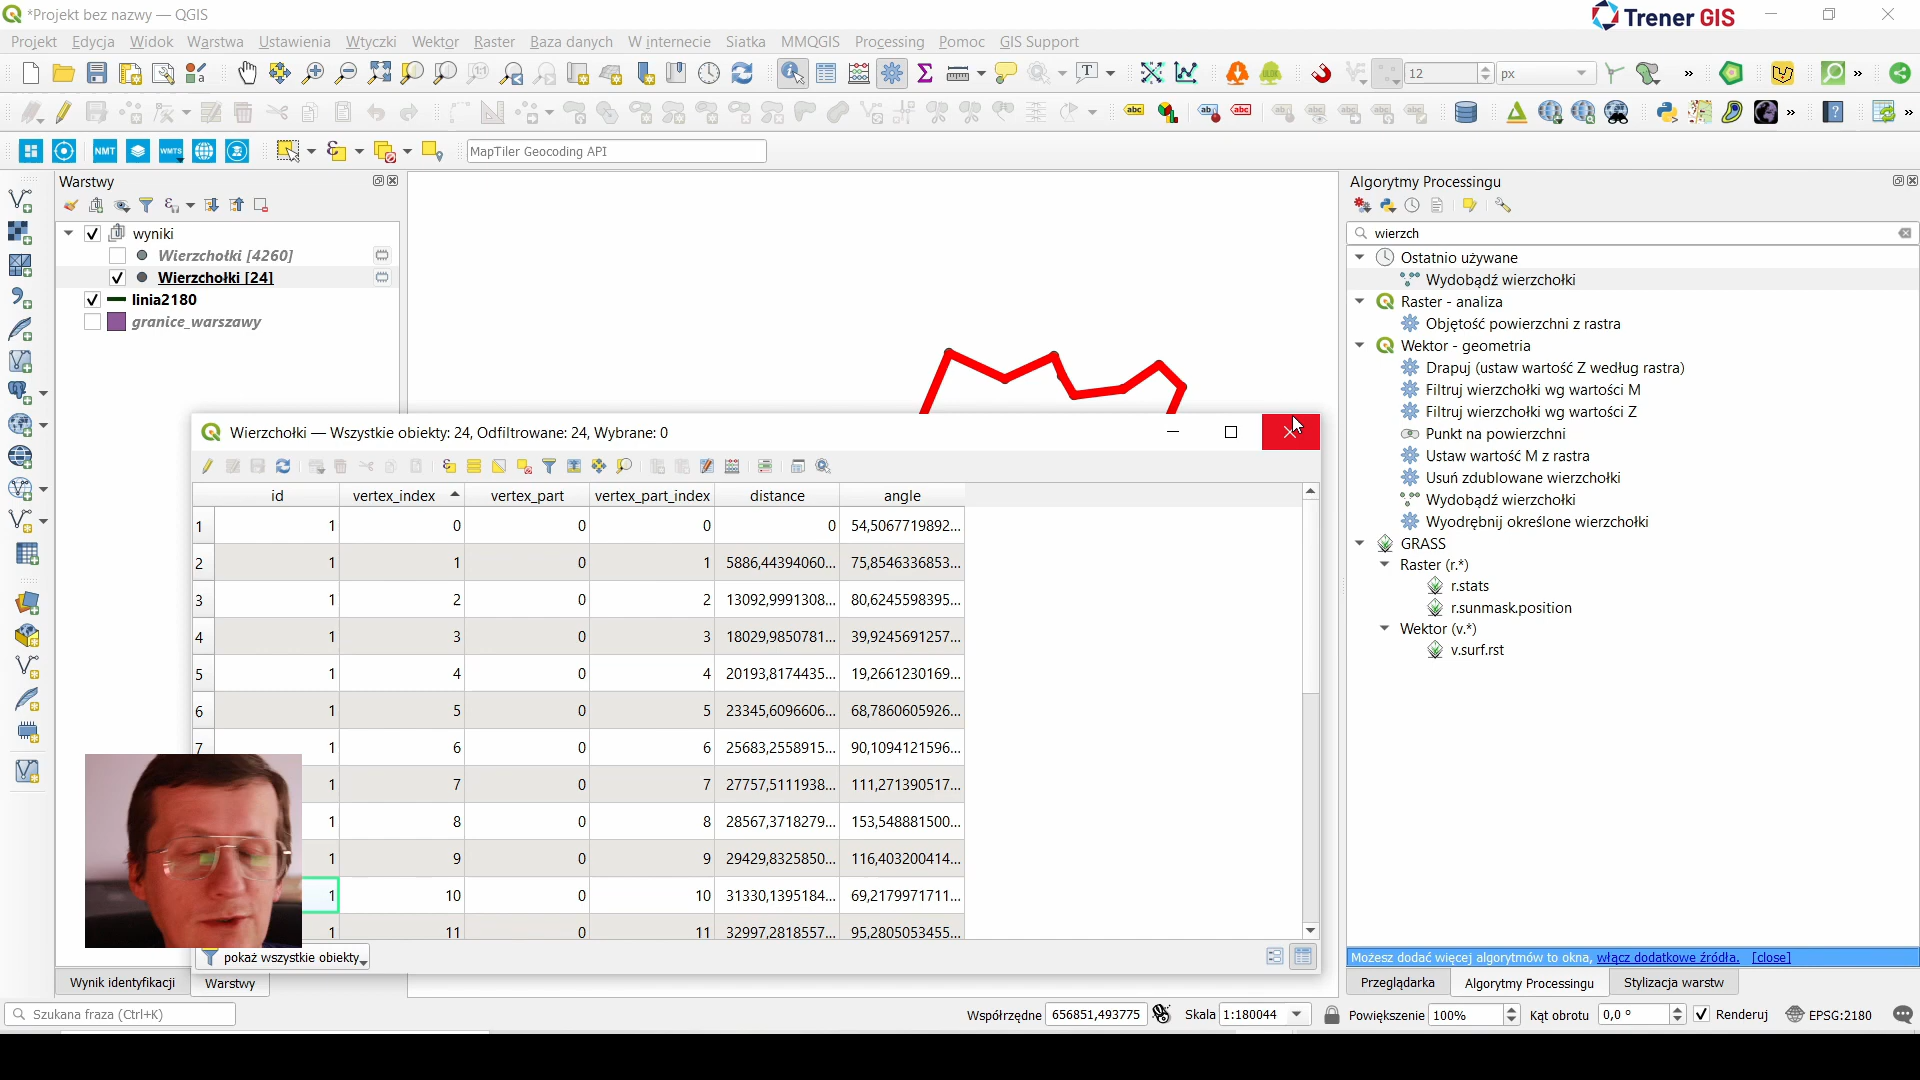 *Projekt bez nazwy — QGIS
Trener GIS
Projekt Edycja Widok Warstwa Ustawienia Wtyczki Wektor Raster Baza danych W internecie Siatka MMQGIS Processing Pomoc GIS Support
12 px
abc abc abc
NMT WMTS MapTiler Geocoding API
Warstwy
wyniki
Wierzchołki [4260]
Wierzchołki [24]
linia2180
granice_warszawy
Algorytmy Processingu
wierzch
Ostatnio używane
Wydobądź wierzchołki
Raster - analiza
Objętość powierzchni z rastra
Wektor - geometria
Drapuj (ustaw wartość Z według rastra)
Filtruj wierzchołki wg wartości M
Filtruj wierzchołki wg wartości Z
Punkt na powierzchni
Ustaw wartość M z rastra
Usuń zdublowane wierzchołki
Wydobądź wierzchołki
Wyodrębnij określone wierzchołki
GRASS
Raster (r.*)
r.stats
r.sunmask.position
Wektor (v.*)
v.surf.rst
Wierzchołki — Wszystkie obiekty: 24, Odfiltrowane: 24, Wybrane: 0
id vertex_index vertex_part vertex_part_index distance angle
1 1 0 0 0 0 54,5067719892...
2 1 1 0 1 5886,44394060... 75,8546336853...
3 1 2 0 2 13092,9991308... 80,6245598395...
4 1 3 0 3 18029,9850781... 39,9245691257...
5 1 4 0 4 20193,8174435... 19,2661230169...
6 1 5 0 5 23345,6096606... 68,7860605926...
7 1 6 0 6 25683,2558915... 90,1094121596...
1 7 0 7 27757,5111938... 111,271390517...
1 8 0 8 28567,3718279... 153,548881500...
1 9 0 9 29429,8325850... 116,403200414...
1 10 0 10 31330,1395184... 69,2179971711...
1 11 0 11 32997,2818557... 95,2805053455...
pokaż wszystkie obiekty
Możesz dodać więcej algorytmów to okna, włącz dodatkowe źródła. [close]
Wynik identyfikacji Warstwy
Przeglądarka Algorytmy Processingu Stylizacja warstw
Szukana fraza (Ctrl+K) Współrzędne 656851,493775 Skala 1:180044 Powiększenie 100% Kąt obrotu 0,0 ° Renderuj EPSG:2180